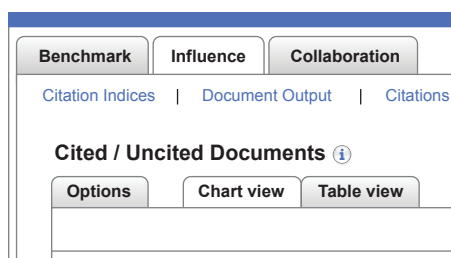 Benchmark Influence Collaboration
Citation Indices | Document Output | Citations
Cited / Uncited Documents i
Options Chart view Table view